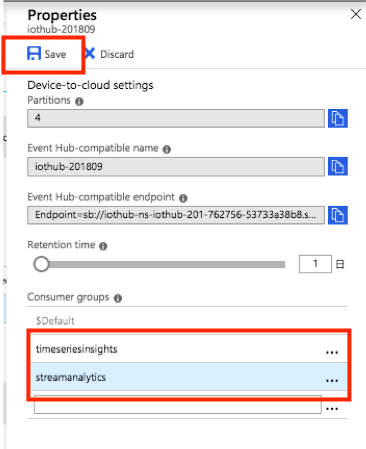 Properties
iothub-201809
Save
Discard
Device-to-cloud settings
Partitions
4
Event Hub-compatible name
iothub-201809
Event Hub-compatible endpoint
Endpoint=sb://iothub-ns-iothub-201-762756-53733a38b8.s...
Retention time
1 日
Consumer groups
$Default
timeseriesinsights ...
streamanalytics ...
...